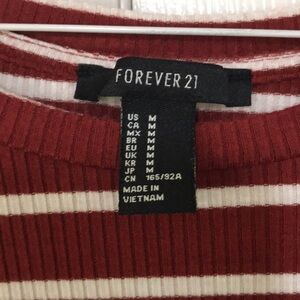 FOREVER 21
US M
CA M
MX M
BR M
EU M
UK M
KR M
JP M
CN 165/92A
MADE IN
VIETNAM